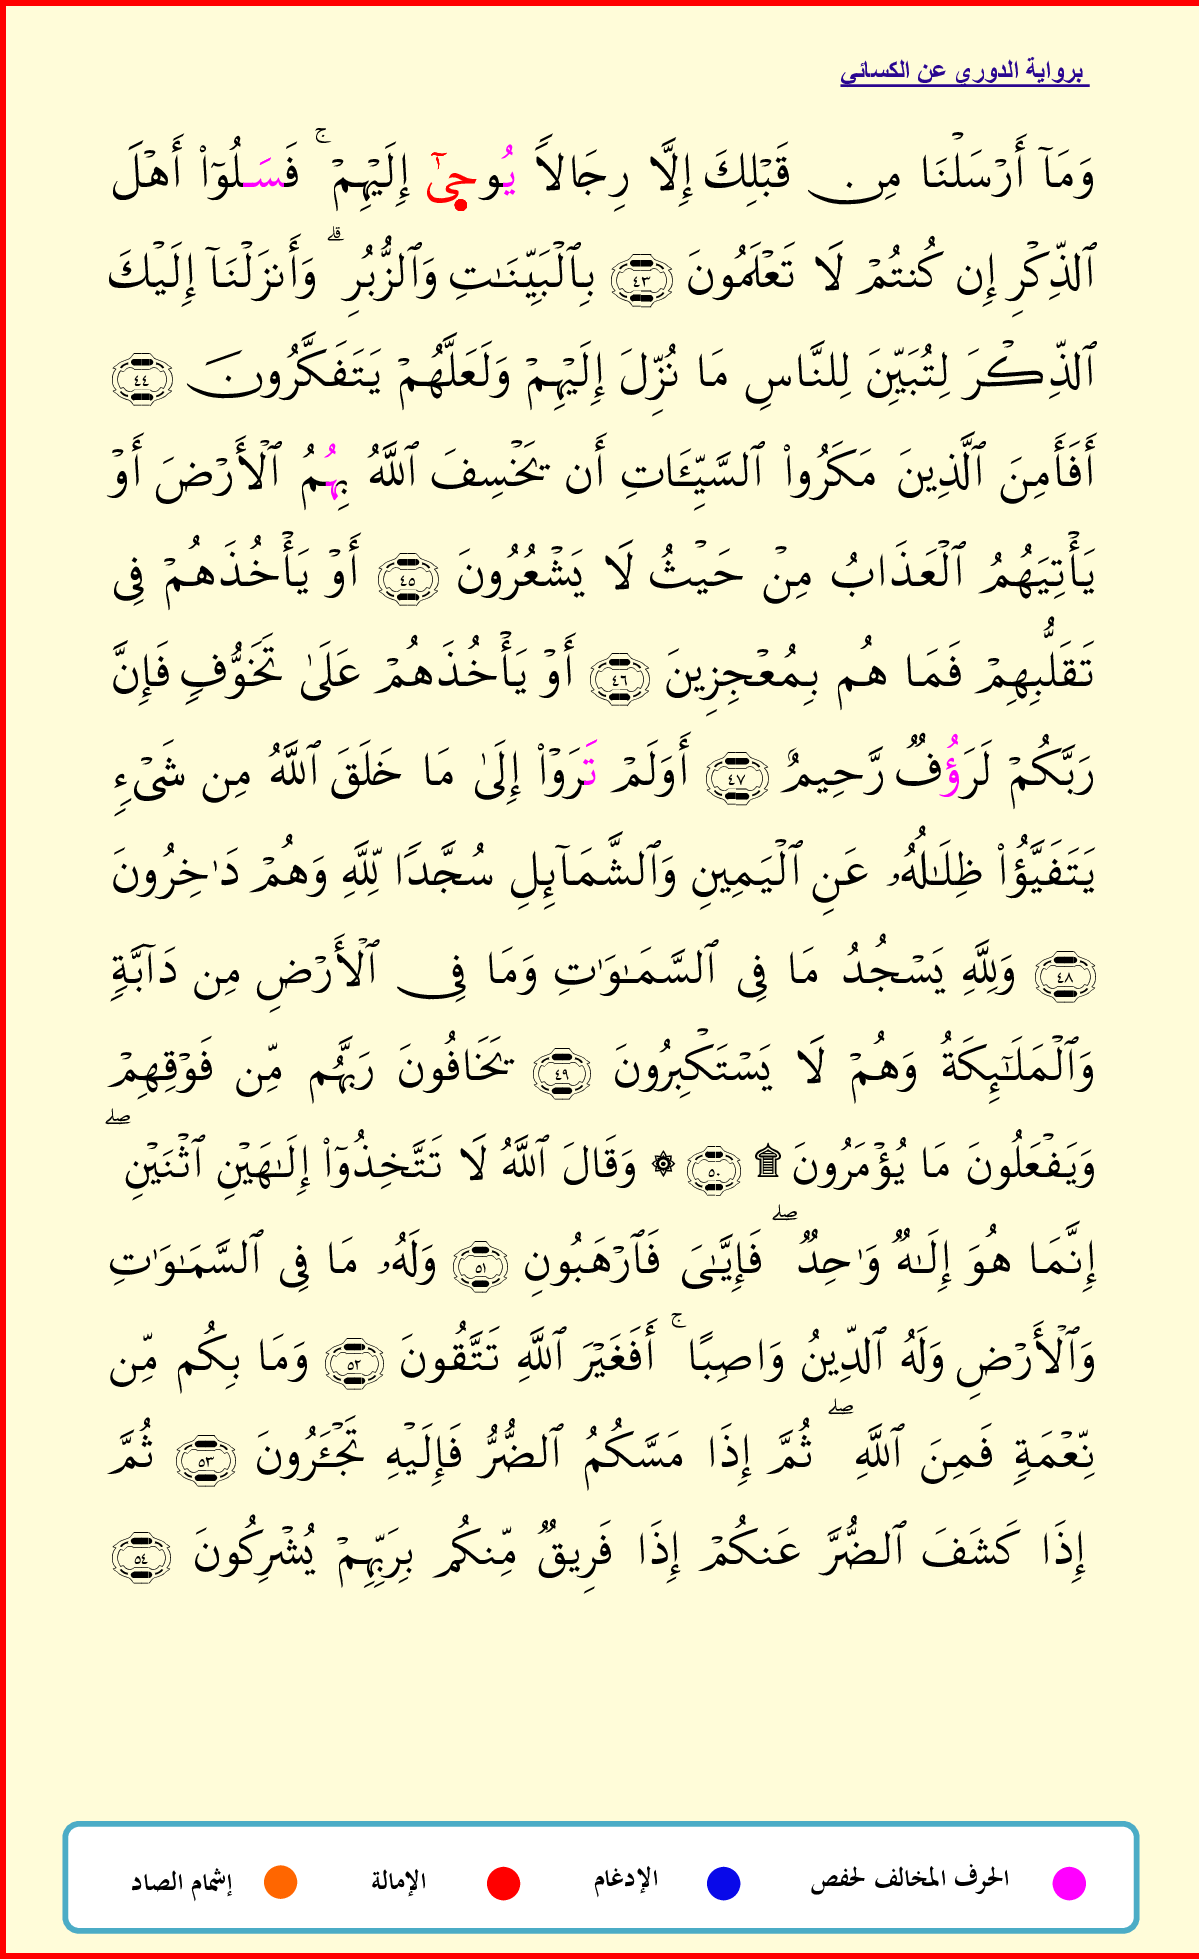 برواية الدوري عن الكسائي
وَمَآ أَرْسَلْنَا مِن قَبْلِكَ إِلَّا رِجَالًا يُوحِىٰٓ إِلَيْهِمْ ۚ فَسَلُوٓا۟ أَهْلَ
ٱلذِّكْرِ إِن كُنتُمْ لَا تَعْلَمُونَ ٤٣ بِٱلْبَيِّنَـٰتِ وَٱلزُّبُرِ ۗ وَأَنزَلْنَآ إِلَيْكَ
ٱلذِّكْرَ لِتُبَيِّنَ لِلنَّاسِ مَا نُزِّلَ إِلَيْهِمْ وَلَعَلَّهُمْ يَتَفَكَّرُونَ ٤٤
أَفَأَمِنَ ٱلَّذِينَ مَكَرُوا۟ ٱلسَّيِّـَٔاتِ أَن يَخْسِفَ ٱللَّهُ بِهُمُ ٱلْأَرْضَ أَوْ
يَأْتِيَهُمُ ٱلْعَذَابُ مِنْ حَيْثُ لَا يَشْعُرُونَ ٤٥ أَوْ يَأْخُذَهُمْ فِى
تَقَلُّبِهِمْ فَمَا هُم بِمُعْجِزِينَ ٤٦ أَوْ يَأْخُذَهُمْ عَلَىٰ تَخَوُّفٍ فَإِنَّ
رَبَّكُمْ لَرَؤُفٌ رَّحِيمٌ ٤٧ أَوَلَمْ تَرَوْا۟ إِلَىٰ مَا خَلَقَ ٱللَّهُ مِن شَىْءٍ
يَتَفَيَّؤُا۟ ظِلَـٰلُهُۥ عَنِ ٱلْيَمِينِ وَٱلشَّمَآئِلِ سُجَّدًا لِّلَّهِ وَهُمْ دَٰخِرُونَ
٤٨ وَلِلَّهِ يَسْجُدُ مَا فِى ٱلسَّمَـٰوَٰتِ وَمَا فِى ٱلْأَرْضِ مِن دَآبَّةٍ
وَٱلْمَلَـٰٓئِكَةُ وَهُمْ لَا يَسْتَكْبِرُونَ ٤٩ يَخَافُونَ رَبَّهُم مِّن فَوْقِهِمْ
وَيَفْعَلُونَ مَا يُؤْمَرُونَ ۩ ٥٠ ۞ وَقَالَ ٱللَّهُ لَا تَتَّخِذُوٓا۟ إِلَـٰهَيْنِ ٱثْنَيْنِ ۖ
إِنَّمَا هُوَ إِلَـٰهٌ وَٰحِدٌ ۖ فَإِيَّـٰىَ فَٱرْهَبُونِ ٥١ وَلَهُۥ مَا فِى ٱلسَّمَـٰوَٰتِ
وَٱلْأَرْضِ وَلَهُ ٱلدِّينُ وَاصِبًا ۚ أَفَغَيْرَ ٱللَّهِ تَتَّقُونَ ٥٢ وَمَا بِكُم مِّن
نِّعْمَةٍ فَمِنَ ٱللَّهِ ۖ ثُمَّ إِذَا مَسَّكُمُ ٱلضُّرُّ فَإِلَيْهِ تَجْـَٔرُونَ ٥٣ ثُمَّ
إِذَا كَشَفَ ٱلضُّرَّ عَنكُمْ إِذَا فَرِيقٌ مِّنكُم بِرَبِّهِمْ يُشْرِكُونَ ٥٤
الحرف المخالف لحفص الإدغام الإمالة إشمام الصاد